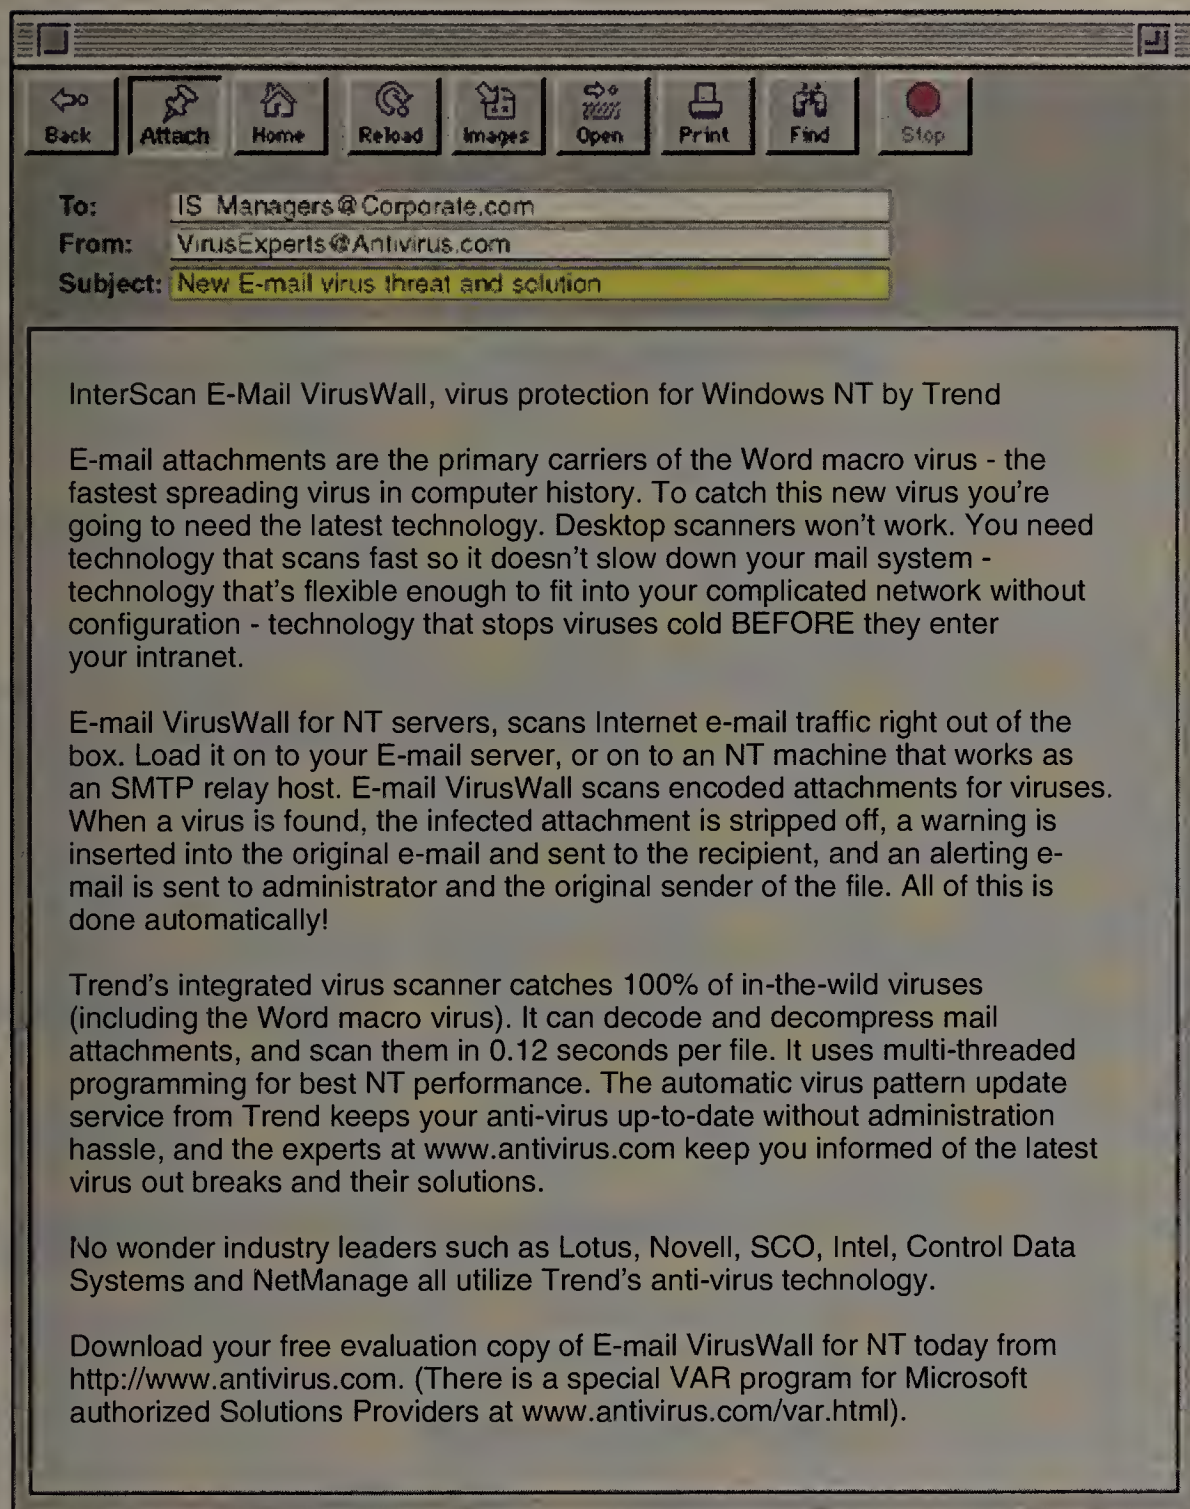 Back Attach Home Reload Images Open Print Find Stop
To: IS Managers@Corporate.com
From: VirusExperts@Antivirus.com
Subject: New E-mail virus threat and solution
InterScan E-Mail VirusWall, virus protection for Windows NT by Trend
E-mail attachments are the primary carriers of the Word macro virus - the
fastest spreading virus in computer history. To catch this new virus you're
going to need the latest technology. Desktop scanners won't work. You need
technology that scans fast so it doesn't slow down your mail system -
technology that's flexible enough to fit into your complicated network without
configuration - technology that stops viruses cold BEFORE they enter
your intranet.
E-mail VirusWall for NT servers, scans Internet e-mail traffic right out of the
box. Load it on to your E-mail server, or on to an NT machine that works as
an SMTP relay host. E-mail VirusWall scans encoded attachments for viruses.
When a virus is found, the infected attachment is stripped off, a warning is
inserted into the original e-mail and sent to the recipient, and an alerting e-
mail is sent to administrator and the original sender of the file. All of this is
done automatically!
Trend's integrated virus scanner catches 100% of in-the-wild viruses
(including the Word macro virus). It can decode and decompress mail
attachments, and scan them in 0.12 seconds per file. It uses multi-threaded
programming for best NT performance. The automatic virus pattern update
service from Trend keeps your anti-virus up-to-date without administration
hassle, and the experts at www.antivirus.com keep you informed of the latest
virus out breaks and their solutions.
No wonder industry leaders such as Lotus, Novell, SCO, Intel, Control Data
Systems and NetManage all utilize Trend's anti-virus technology.
Download your free evaluation copy of E-mail VirusWall for NT today from
http://www.antivirus.com. (There is a special VAR program for Microsoft
authorized Solutions Providers at www.antivirus.com/var.html).